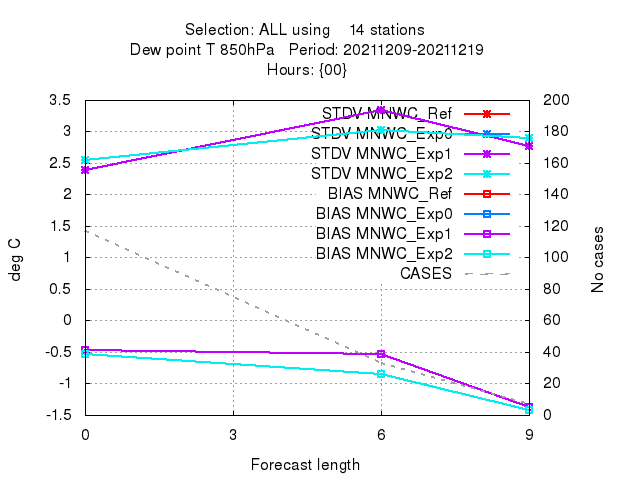 Selection: ALL using 14 stations
Dew point T 850hPa Period: 20211209-20211219
Hours: {00}
3.5
3
2.5
2
1.5
1
0.5
0
-0.5
-1
-1.5
200
180
160
140
120
100
80
60
40
20
0
deg C
No cases
STDV MNWC_Ref
STDV MNWC_Exp0
STDV MNWC_Exp1
STDV MNWC_Exp2
BIAS MNWC_Ref
BIAS MNWC_Exp0
BIAS MNWC_Exp1
BIAS MNWC_Exp2
CASES
0 3 6 9
Forecast length